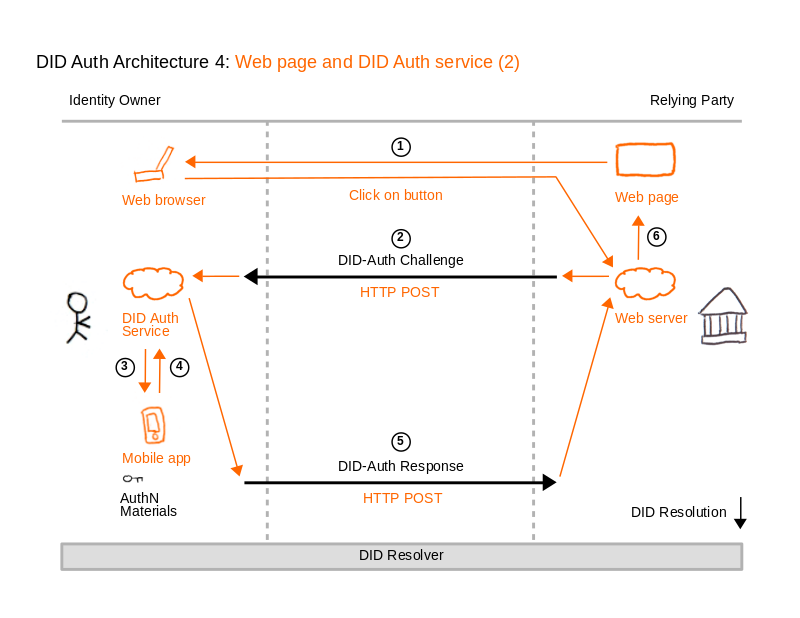 DID Auth Architecture 4: Web page and DID Auth service (2)
Identity Owner
Relying Party
1
Web browser
Click on button
Web page
2
6
DID-Auth Challenge
HTTP POST
DID Auth
Service
Web server
3
4
Mobile app
5
DID-Auth Response
HTTP POST
AuthN
Materials
DID Resolution
DID Resolver